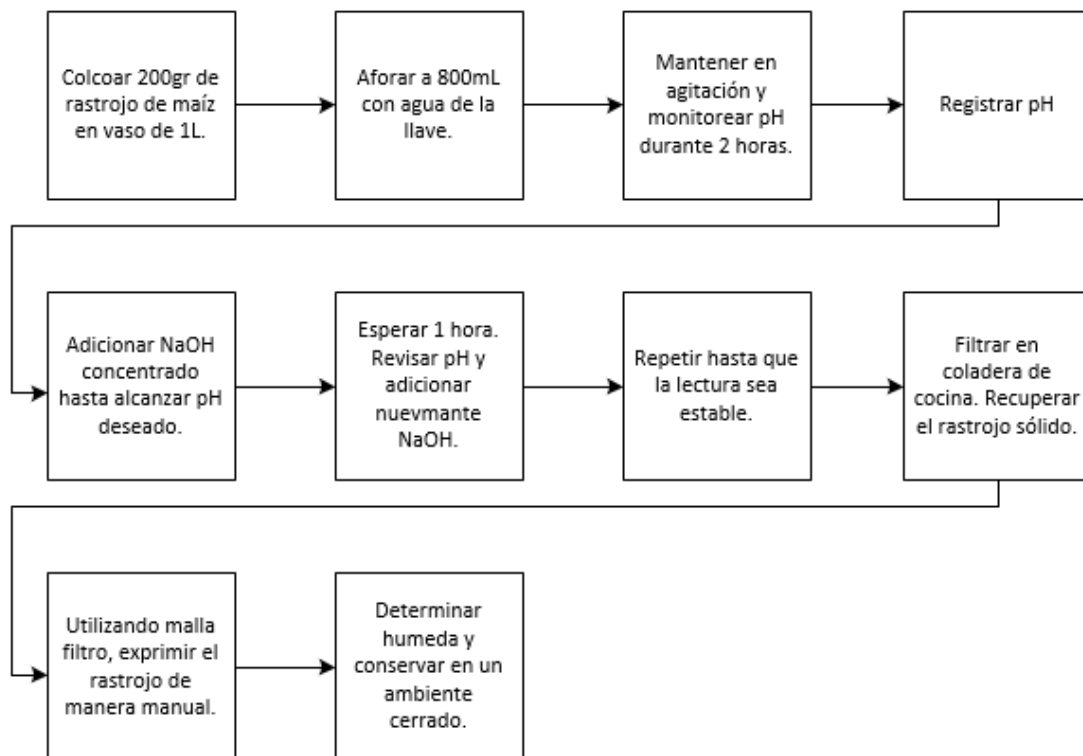 Colcoar 200gr de
rastrojo de maíz
en vaso de 1L.
Aforar a 800mL
con agua de la
llave.
Mantener en
agitación y
monitorear pH
durante 2 horas.
Registrar pH
Adicionar NaOH
concentrado
hasta alcanzar pH
deseado.
Esperar 1 hora.
Revisar pH y
adicionar
nuevmante
NaOH.
Repetir hasta que
la lectura sea
estable.
Filtrar en
coladera de
cocina. Recuperar
el rastrojo sólido.
Utilizando malla
filtro, exprimir el
rastrojo de
manera manual.
Determinar
humeda y
conservar en un
ambiente
cerrado.